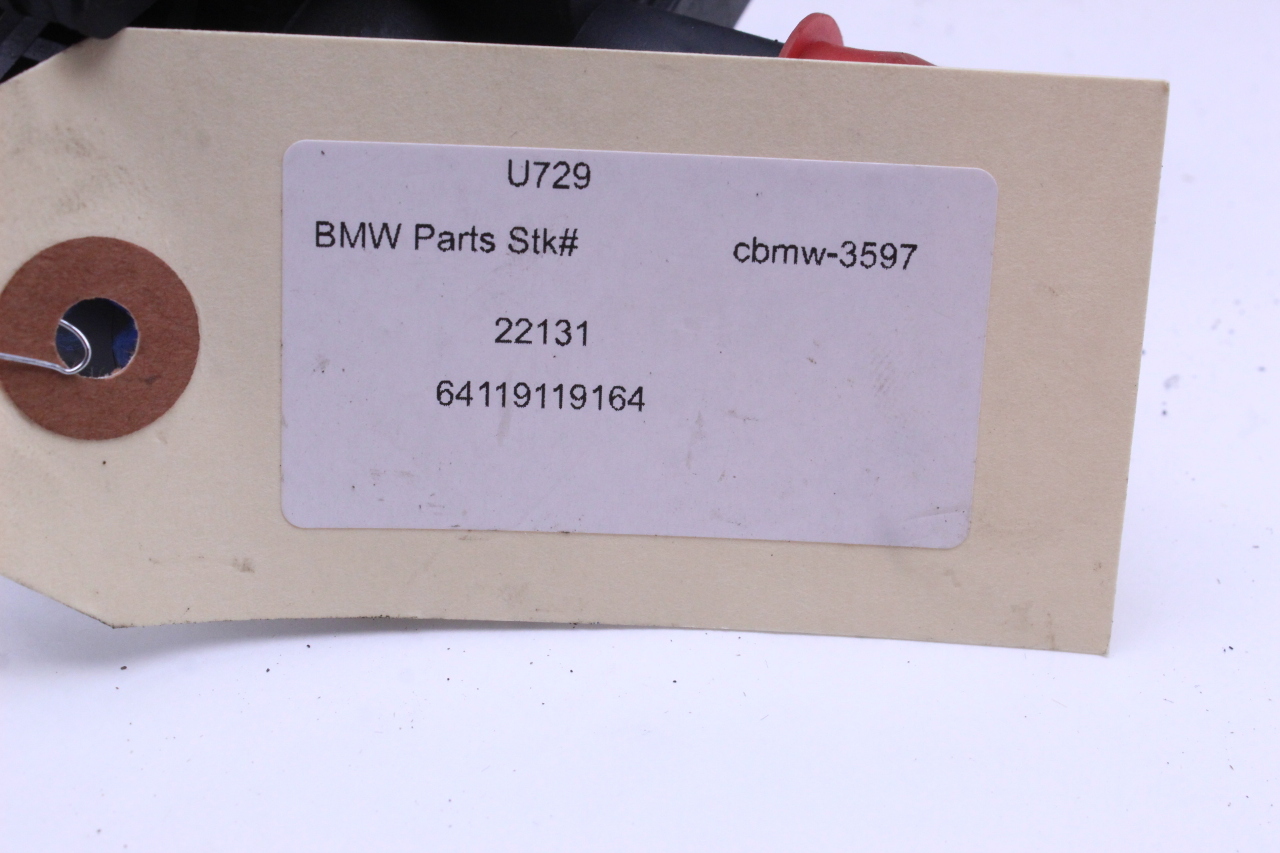 U729
BMW Parts Stk# cbmw-3597
22131
64119119164